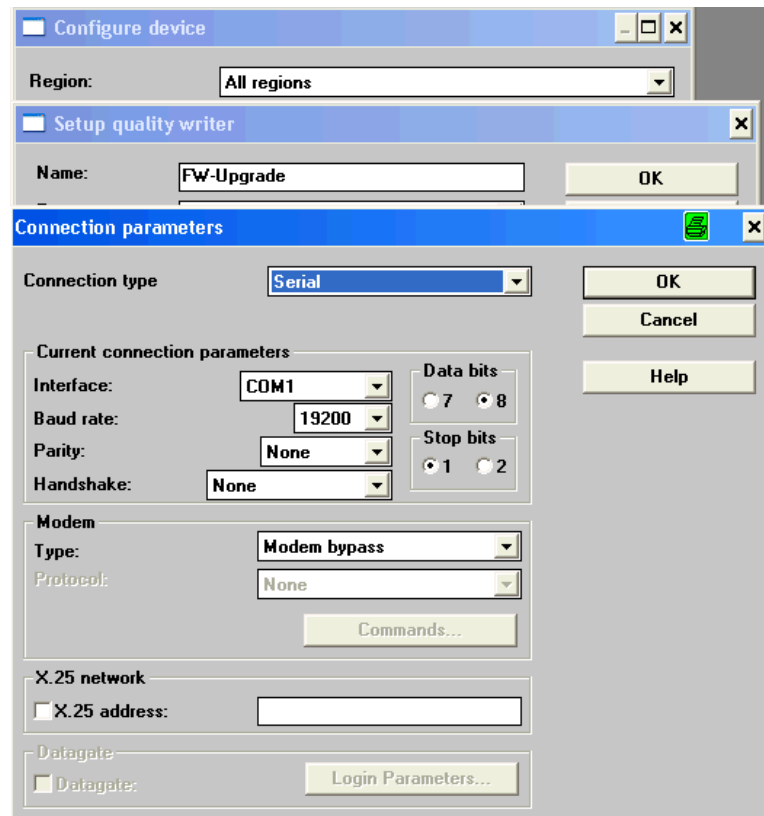 Configure device
Region: All regions
Setup quality writer
Name: FW-Upgrade OK
Connection parameters
Connection type Serial OK
Cancel
Current connection parameters
Data bits
Help
Interface: COM1
7 8
Baud rate: 19200
Stop bits
Parity: None
1 2
Handshake: None
Modem
Type: Modem bypass
Protocol: None
Commands...
X.25 network
X.25 address:
Datagate
Datagate: Login Parameters...